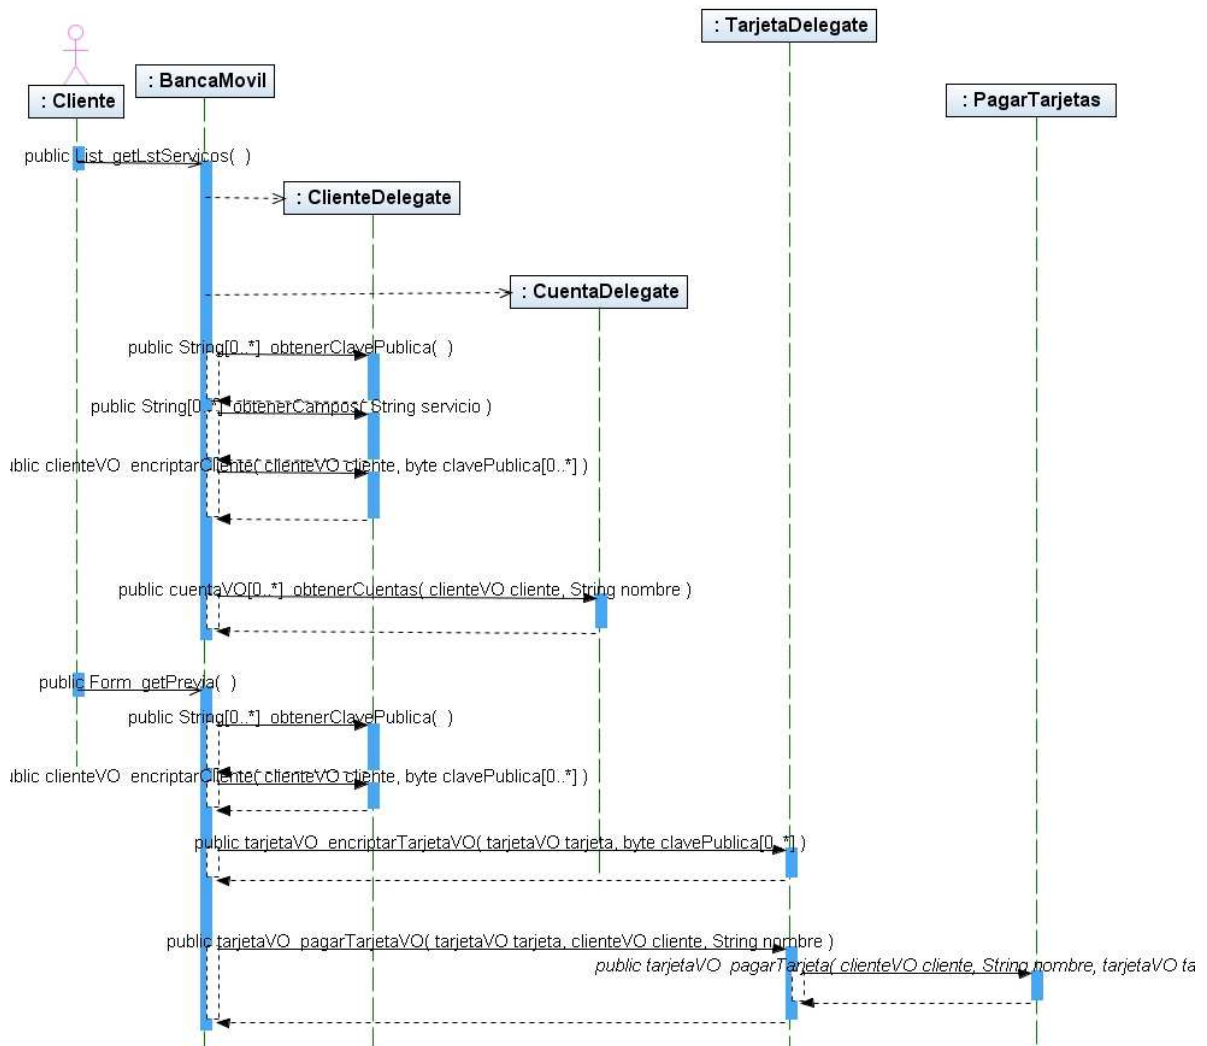 : TarjetaDelegate
: BancaMovil
: Cliente
: PagarTarjetas
public List getLstServicos( )
: ClienteDelegate
: CuentaDelegate
public String[0..*] obtenerClavePublica( )
public String[0..*] obtenerCampos( String servicio )
ublic clienteVO encriptarCliente( clienteVO cliente, byte clavePublica[0..*] )
public cuentaVO[0..*] obtenerCuentas( clienteVO cliente, String nombre )
public Form getPrevia( )
public String[0..*] obtenerClavePublica( )
ublic clienteVO encriptarCliente( clienteVO cliente, byte clavePublica[0..*] )
public tarjetaVO encriptarTarjetaVO( tarjetaVO tarjeta, byte clavePublica[0..*] )
public tarjetaVO pagarTarjetaVO( tarjetaVO tarjeta, clienteVO cliente, String nombre )
public tarjetaVO pagarTarjeta( clienteVO cliente, String nombre, tarjetaVO ta